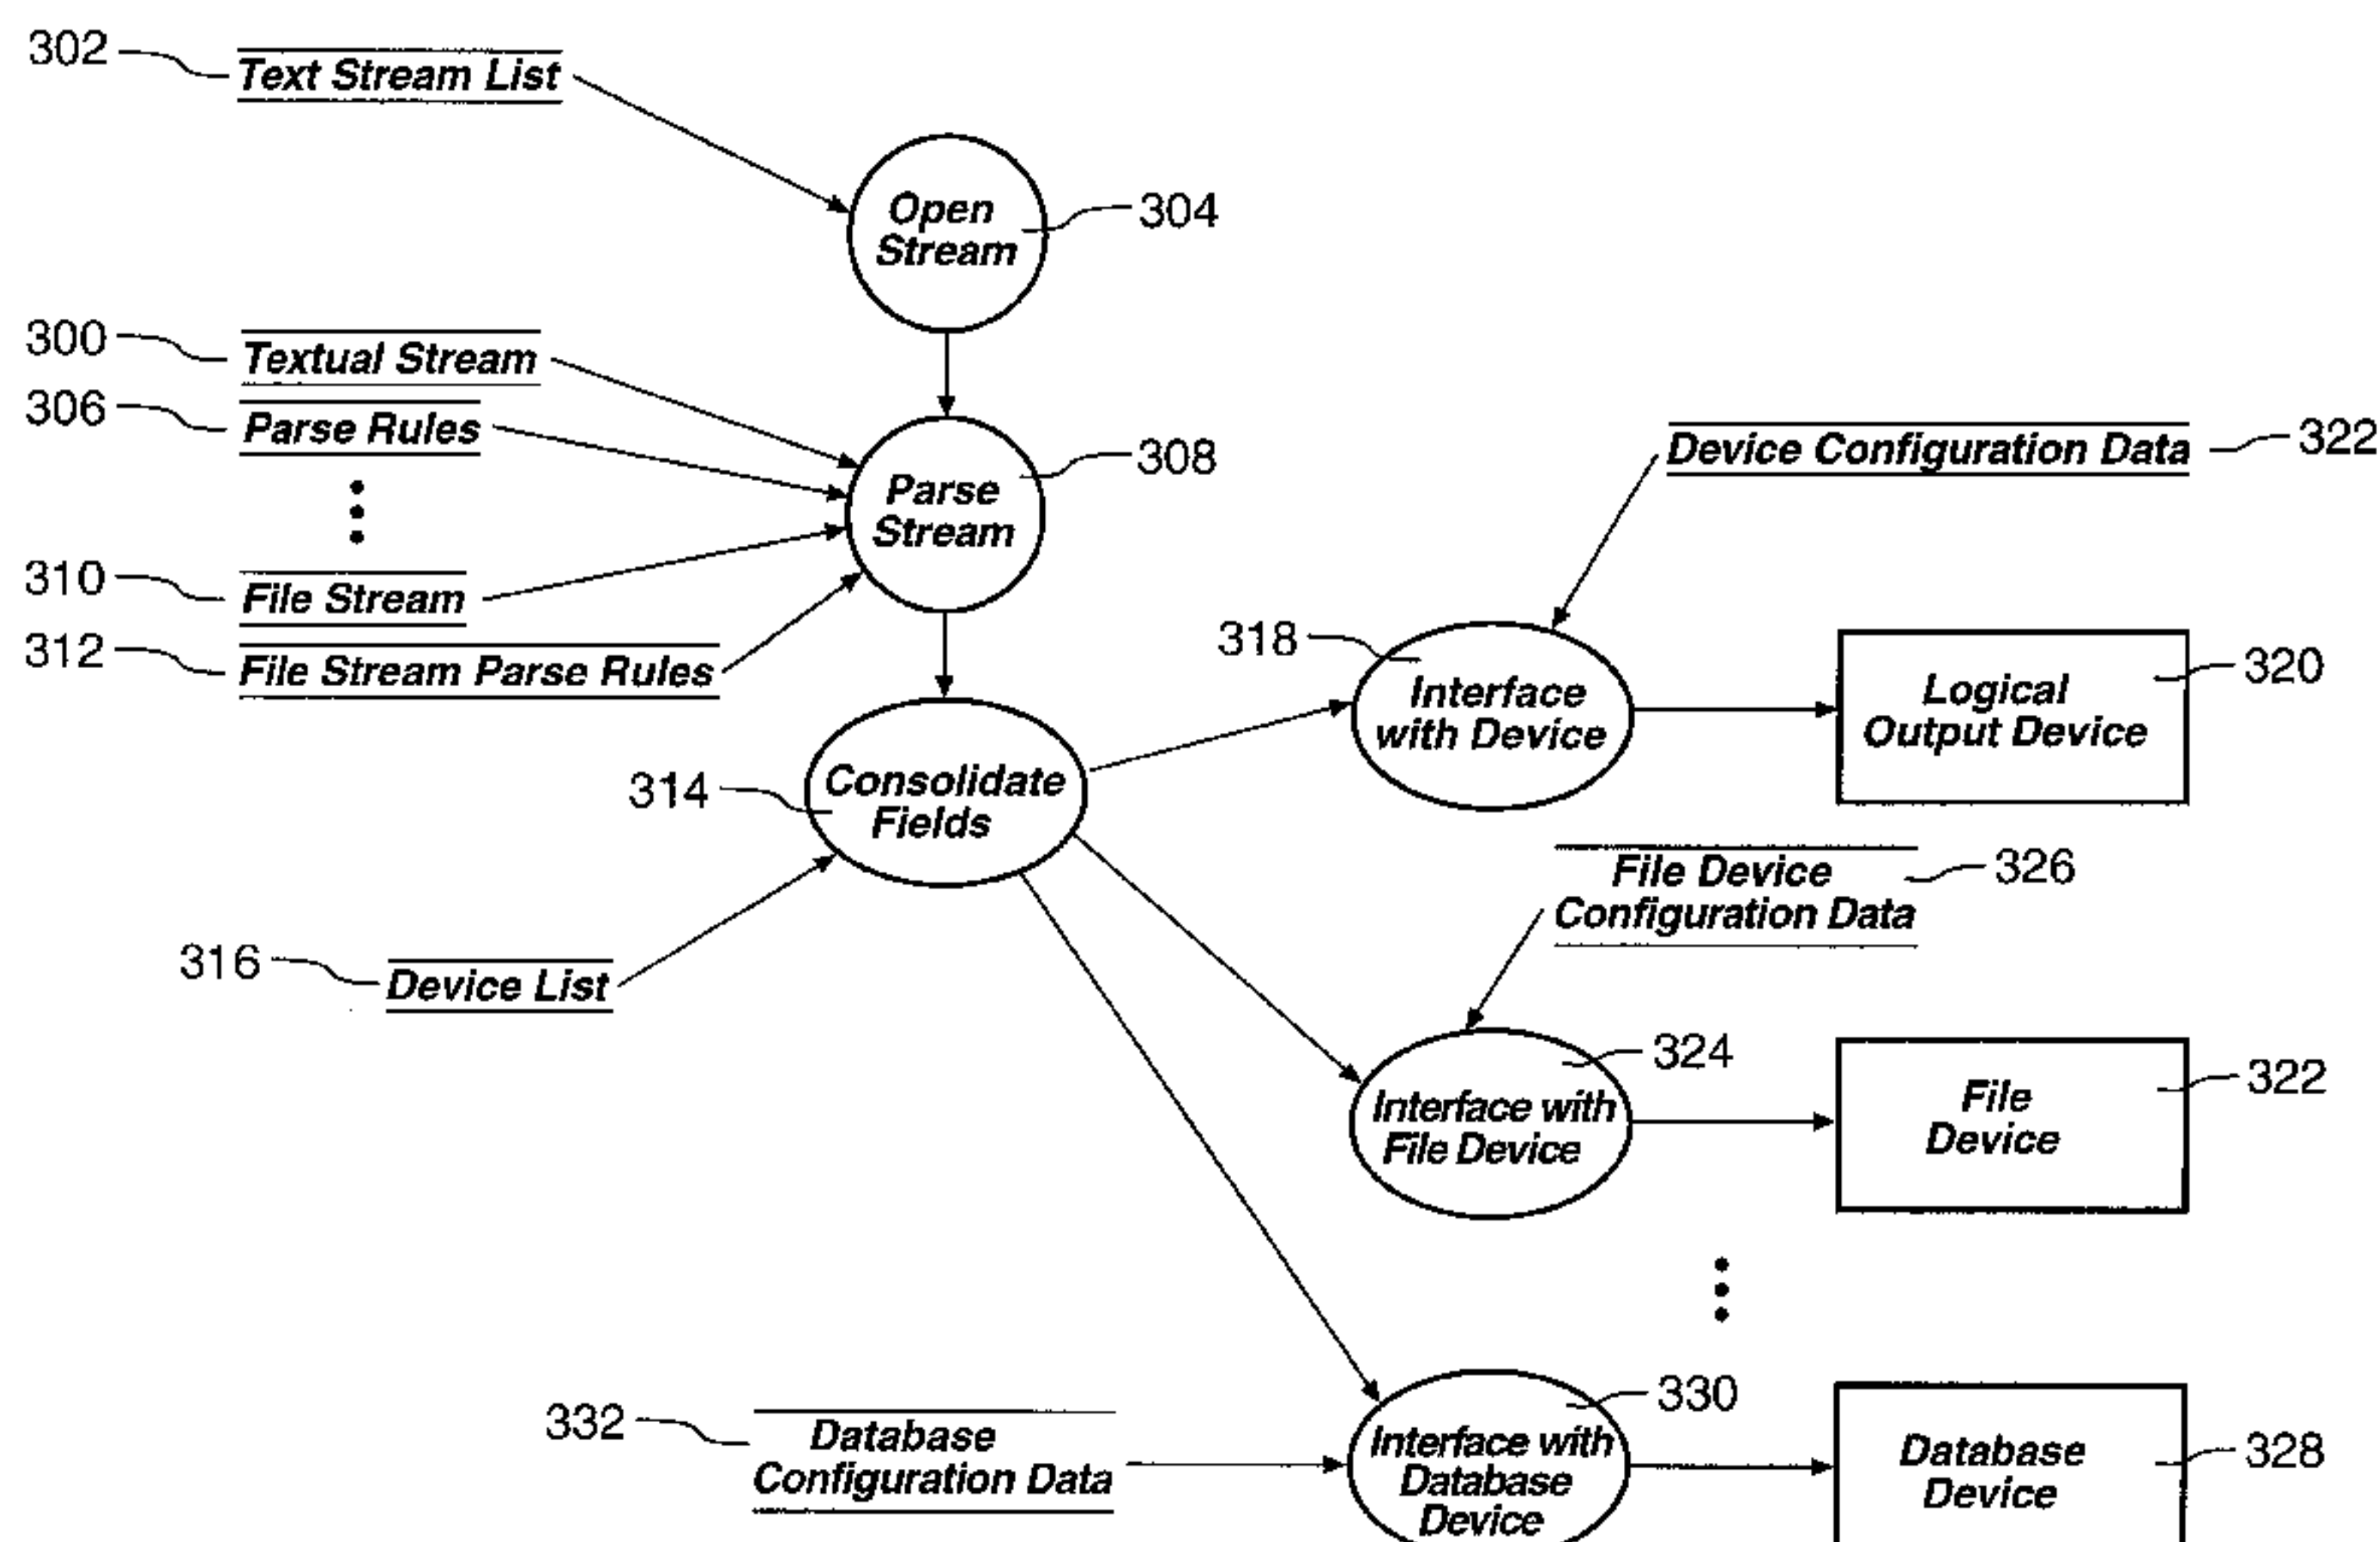 302
Text Stream List
Open
Stream
304
300
Textual Stream
306
Parse Rules
Parse
Stream
308
310
File Stream
312
File Stream Parse Rules
Device Configuration Data
322
318
Interface
with Device
Logical
Output Device
320
314
Consolidate
Fields
File Device
Configuration Data
326
316
Device List
324
Interface with
File Device
File
Device
322
332
Database
Configuration Data
330
Interface with
Database
Device
Database
Device
328